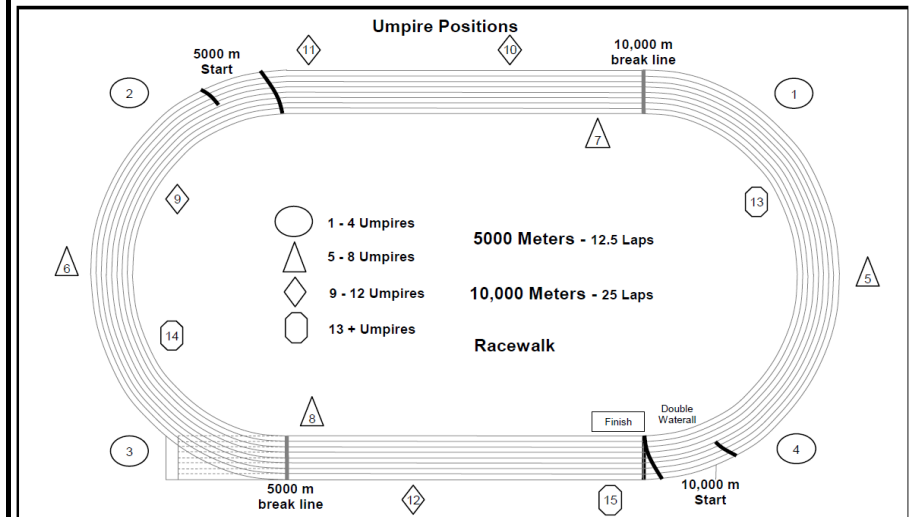 Umpire Positions
11
10
5000 m
Start
10,000 m
break line
2
1
7
9
13
1 - 4 Umpires
5000 Meters - 12.5 Laps
5 - 8 Umpires
6
5
9 - 12 Umpires
10,000 Meters - 25 Laps
13 + Umpires
14
Racewalk
8
Finish
Double
Waterall
3
4
5000 m
break line
12
15
10,000 m
Start